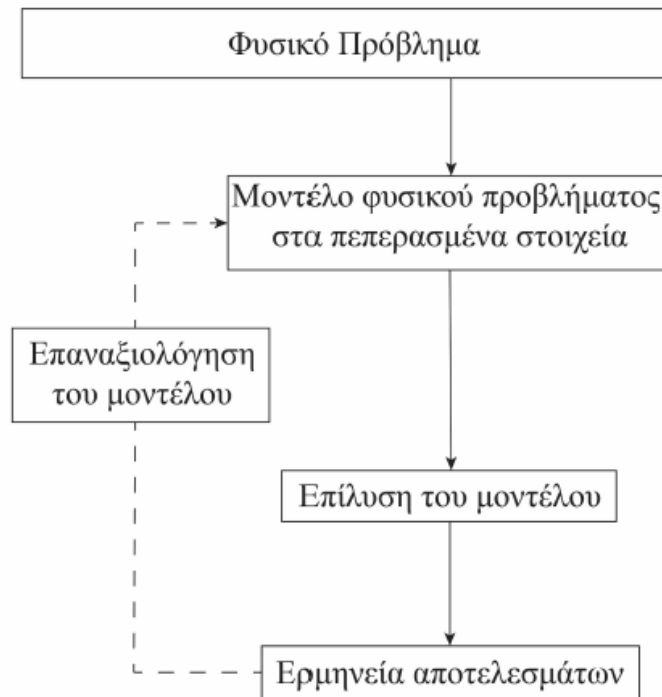 Φυσικό Πρόβλημα
Μοντέλο φυσικού προβλήματος
στα πεπερασμένα στοιχεία
Επαναξιολόγηση
του μοντέλου
Επίλυση του μοντέλου
Ερμηνεία αποτελεσμάτων